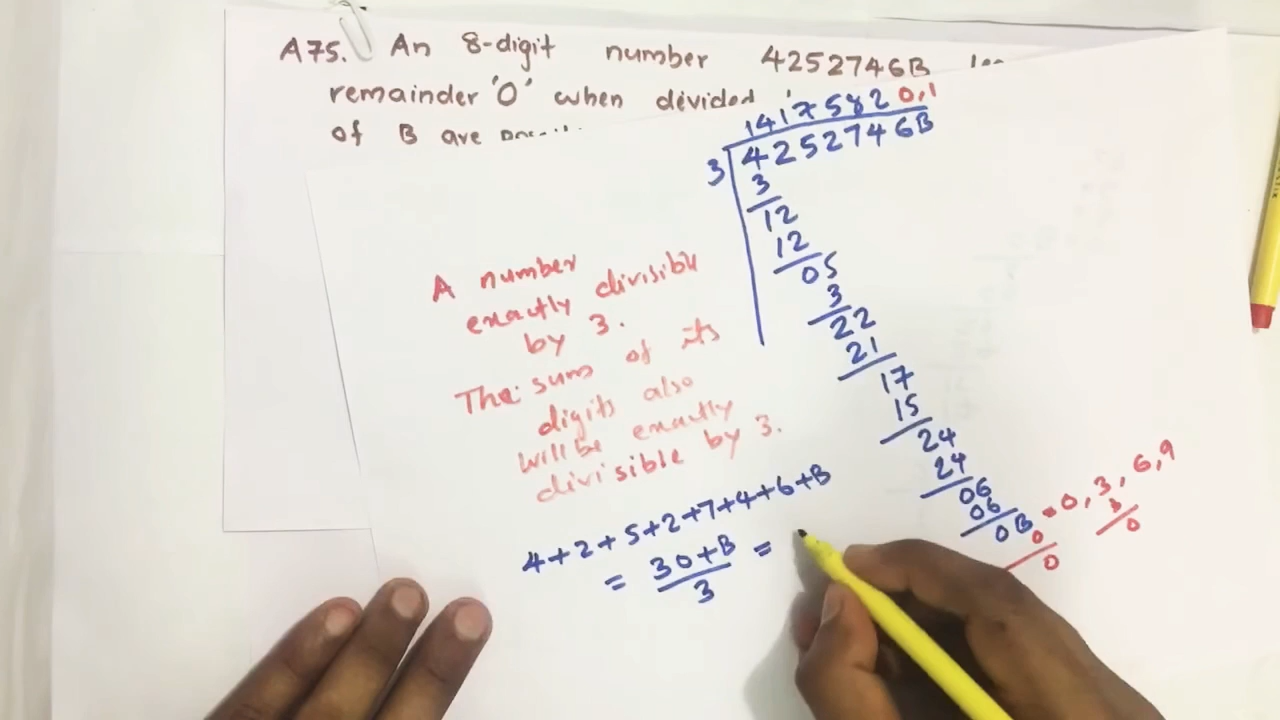 A75. An 8-digit number 4252746B
remainder '0' when devided
of B are
1417582 0,1
3 4252746B
3
12
12
05
3
22
21
17
15
24
24
06
06
0B = 0, 3, 6, 9
0 3
0 0
A number
exactly divisible
by 3.
The sum of its
digits also
will be exactly
divisible by 3.
4+2+5+2+7+4+6+B
= 30+B =
3